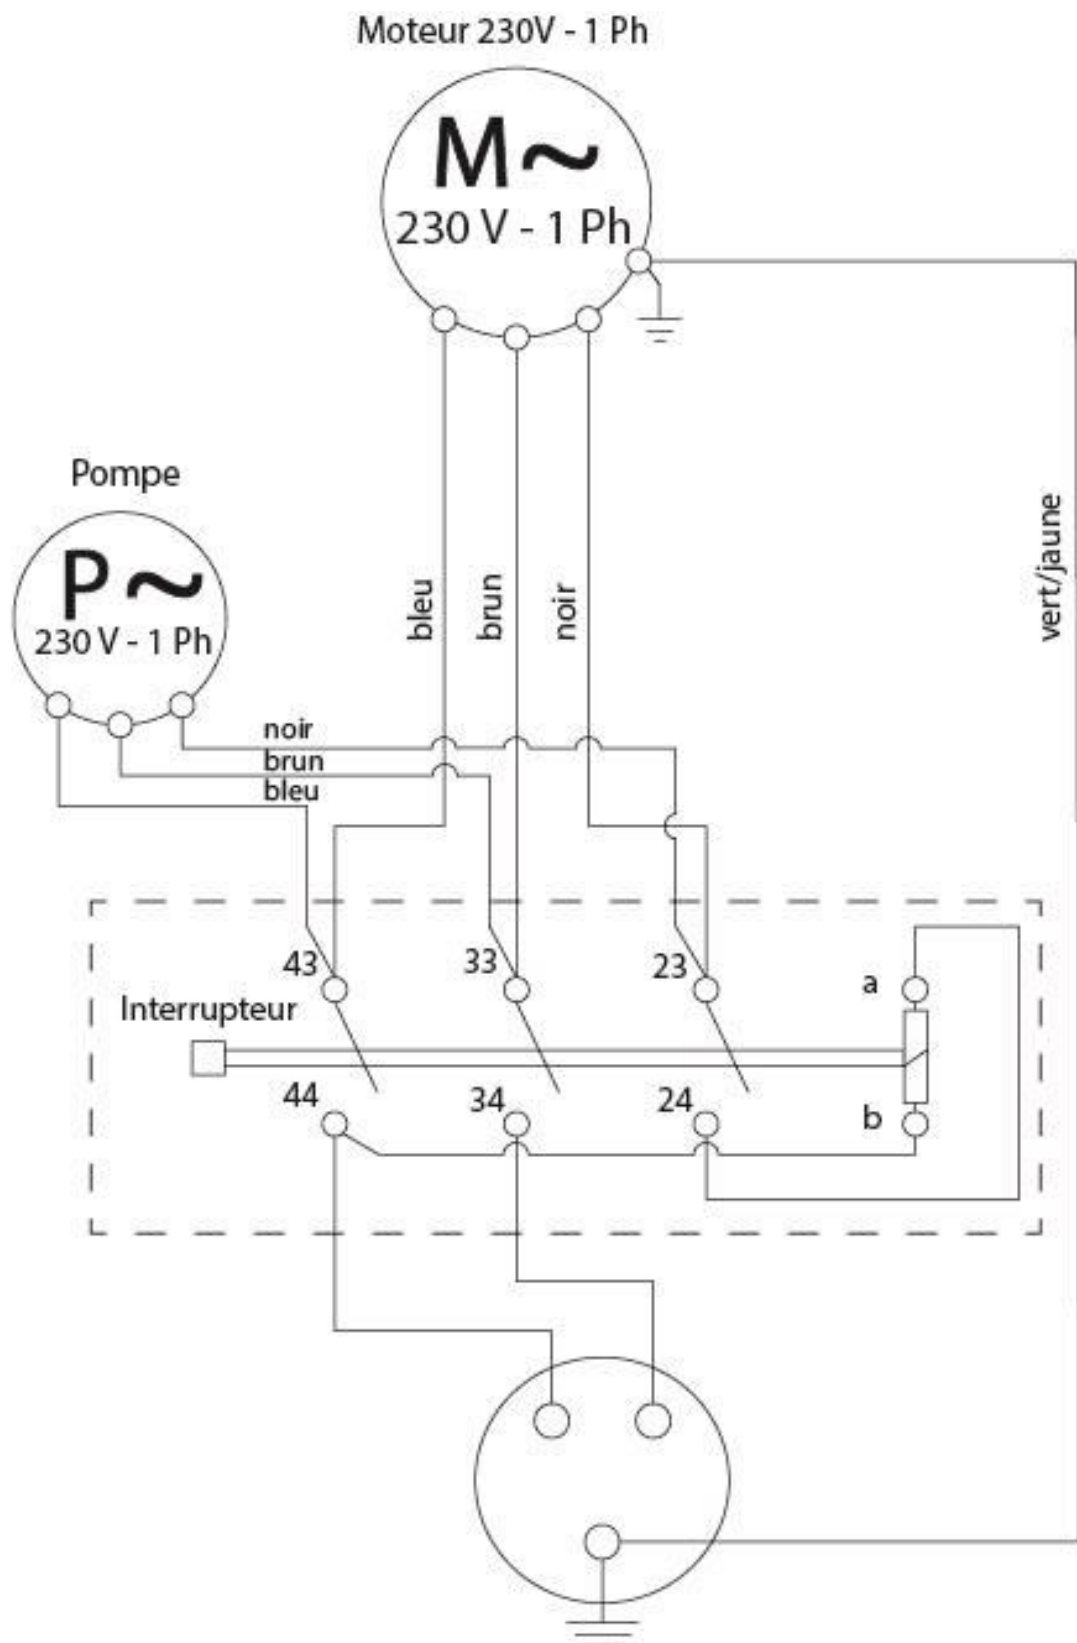 Moteur 230V - 1 Ph
M~
230 V - 1 Ph
Pompe
P~
230 V - 1 Ph
bleu
brun
noir
vert/jaune
noir
brun
bleu
43
33
23
a
Interrupteur
44
34
24
b